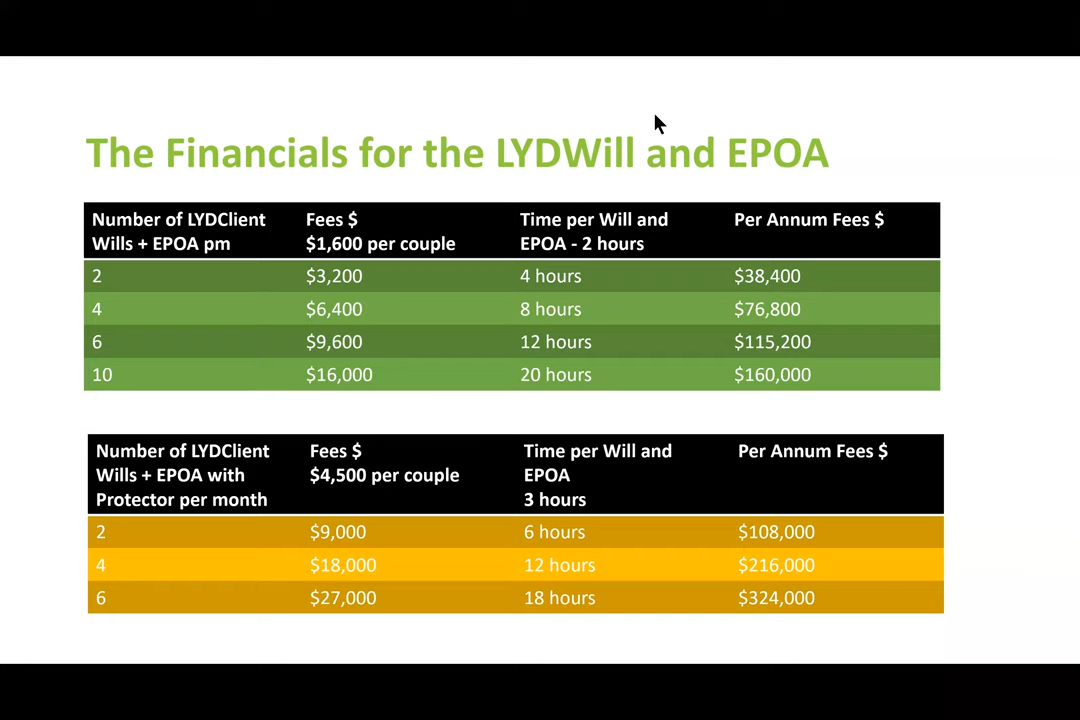 The Financials for the LYDWill and EPOA
Number of LYDClient Wills + EPOA pm | Fees $ $1,600 per couple | Time per Will and EPOA - 2 hours | Per Annum Fees $
2 | $3,200 | 4 hours | $38,400
4 | $6,400 | 8 hours | $76,800
6 | $9,600 | 12 hours | $115,200
10 | $16,000 | 20 hours | $160,000
Number of LYDClient Wills + EPOA with Protector per month | Fees $ $4,500 per couple | Time per Will and EPOA 3 hours | Per Annum Fees $
2 | $9,000 | 6 hours | $108,000
4 | $18,000 | 12 hours | $216,000
6 | $27,000 | 18 hours | $324,000